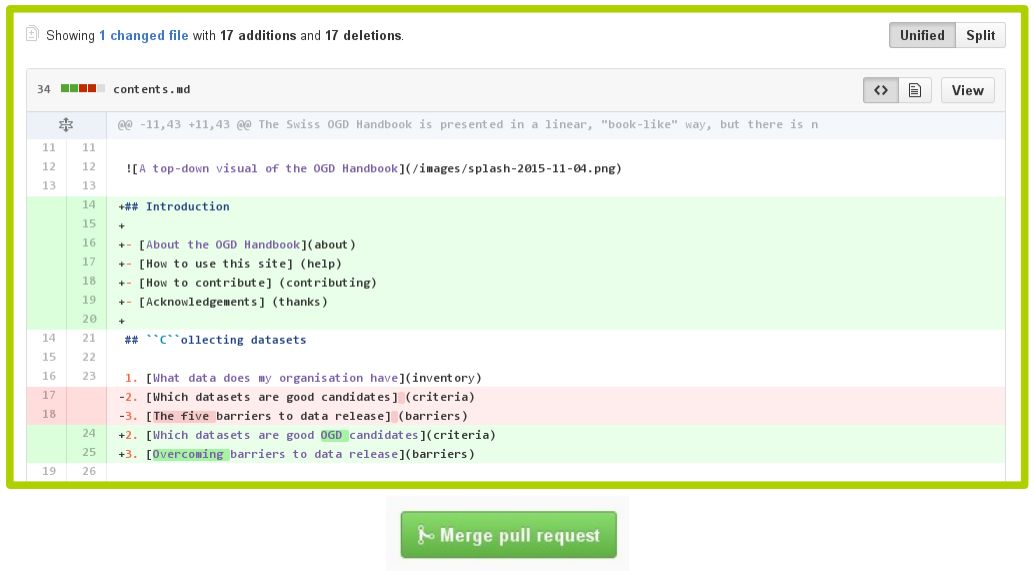 Showing 1 changed file with 17 additions and 17 deletions.
Unified Split
34 contents.md
<> View
@@ -11,43 +11,43 @@ The Swiss OGD Handbook is presented in a linear, "book-like" way, but there is n
11 11
12 12 ![A top-down visual of the OGD Handbook](/images/splash-2015-11-04.png)
13 13
14 +## Introduction
15 +
16 +- [About the OGD Handbook](about)
17 +- [How to use this site] (help)
18 +- [How to contribute] (contributing)
19 +- [Acknowledgements] (thanks)
20 +
14 21 ## ``C``ollecting datasets
15 22
16 23 1. [What data does my organisation have](inventory)
17 -2. [Which datasets are good candidates] (criteria)
18 -3. [The five barriers to data release] (barriers)
24 +2. [Which datasets are good OGD candidates](criteria)
25 +3. [Overcoming barriers to data release](barriers)
19 26
Merge pull request